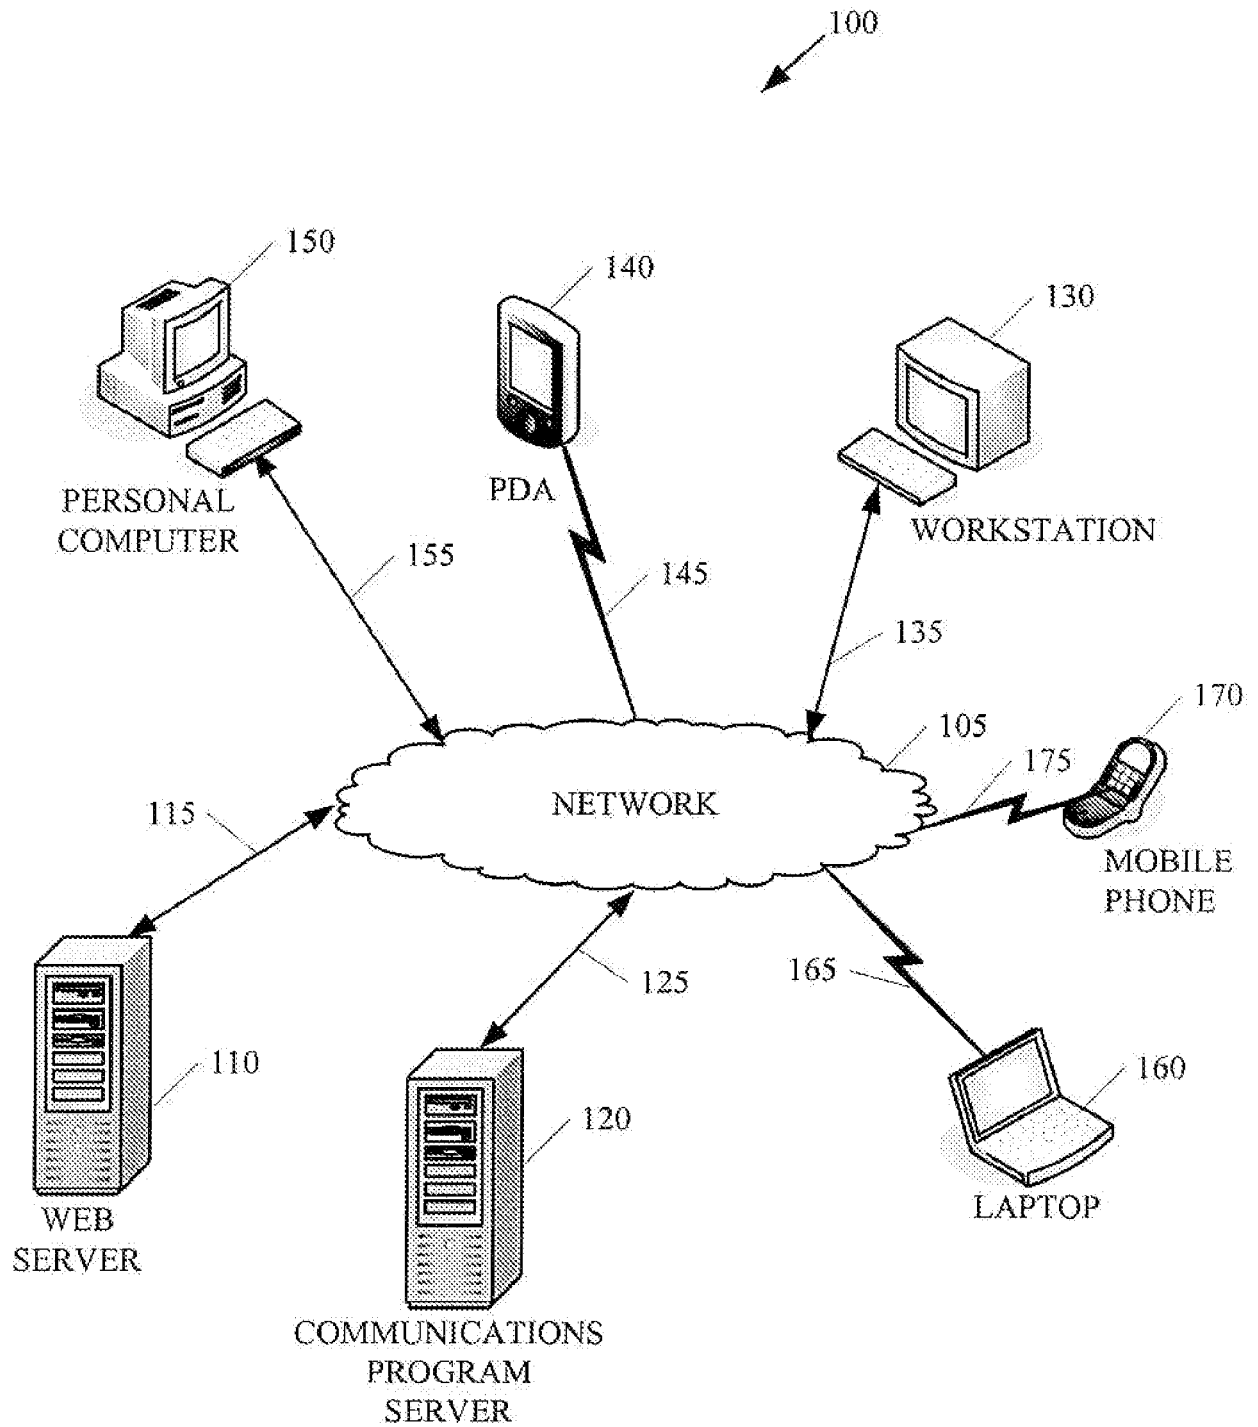 100
150
140
130
PERSONAL
COMPUTER
PDA
WORKSTATION
155
145
135
170
105
175
NETWORK
115
MOBILE
PHONE
125
165
110
160
120
LAPTOP
WEB
SERVER
COMMUNICATIONS
PROGRAM
SERVER